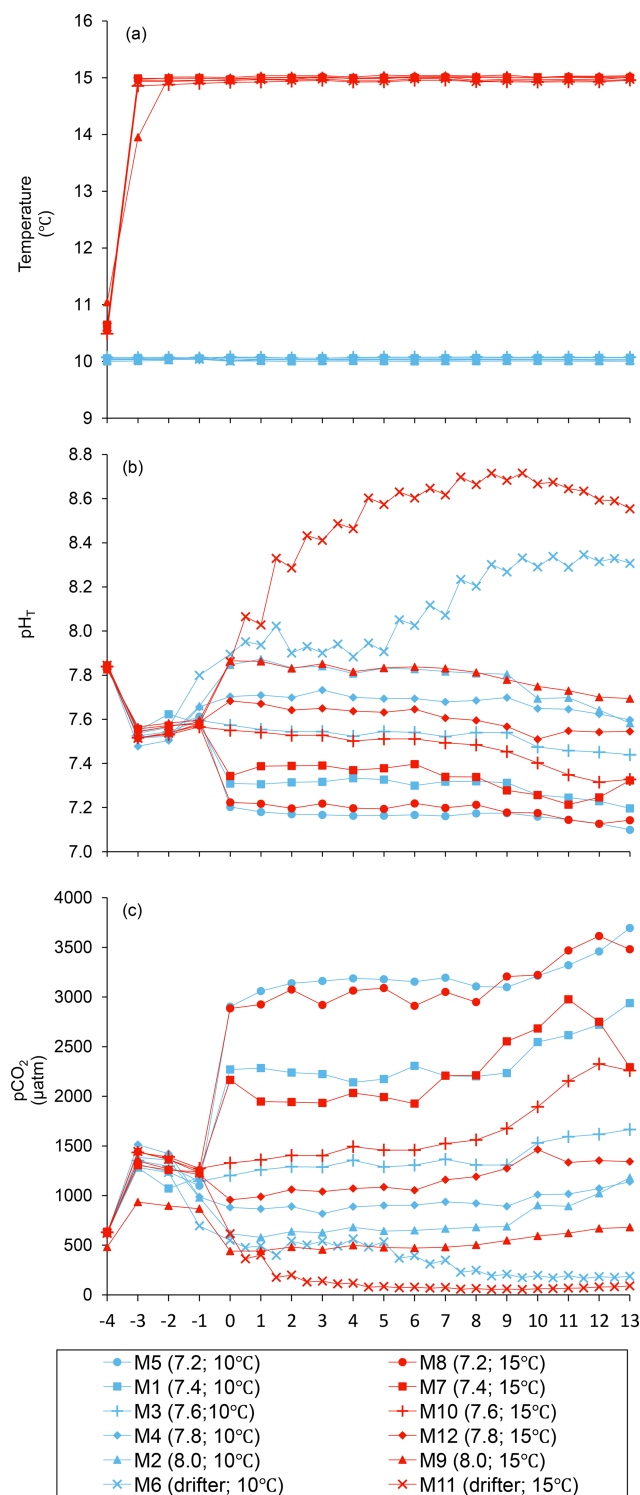 (a)
16
15
14
13
12
11
10
9
Temperature
(℃)
(b)
8.8
8.6
8.4
8.2
8.0
7.8
7.6
7.4
7.2
7.0
pHT
(c)
4000
3500
3000
2500
2000
1500
1000
500
0
pCO2
(µatm)
-4 -3 -2 -1 0 1 2 3 4 5 6 7 8 9 10 11 12 13
M5 (7.2; 10℃) M8 (7.2; 15℃)
M1 (7.4; 10℃) M7 (7.4; 15℃)
M3 (7.6;10℃) M10 (7.6; 15℃)
M4 (7.8; 10℃) M12 (7.8; 15℃)
M2 (8.0; 10℃) M9 (8.0; 15℃)
M6 (drifter; 10℃) M11 (drifter; 15℃)